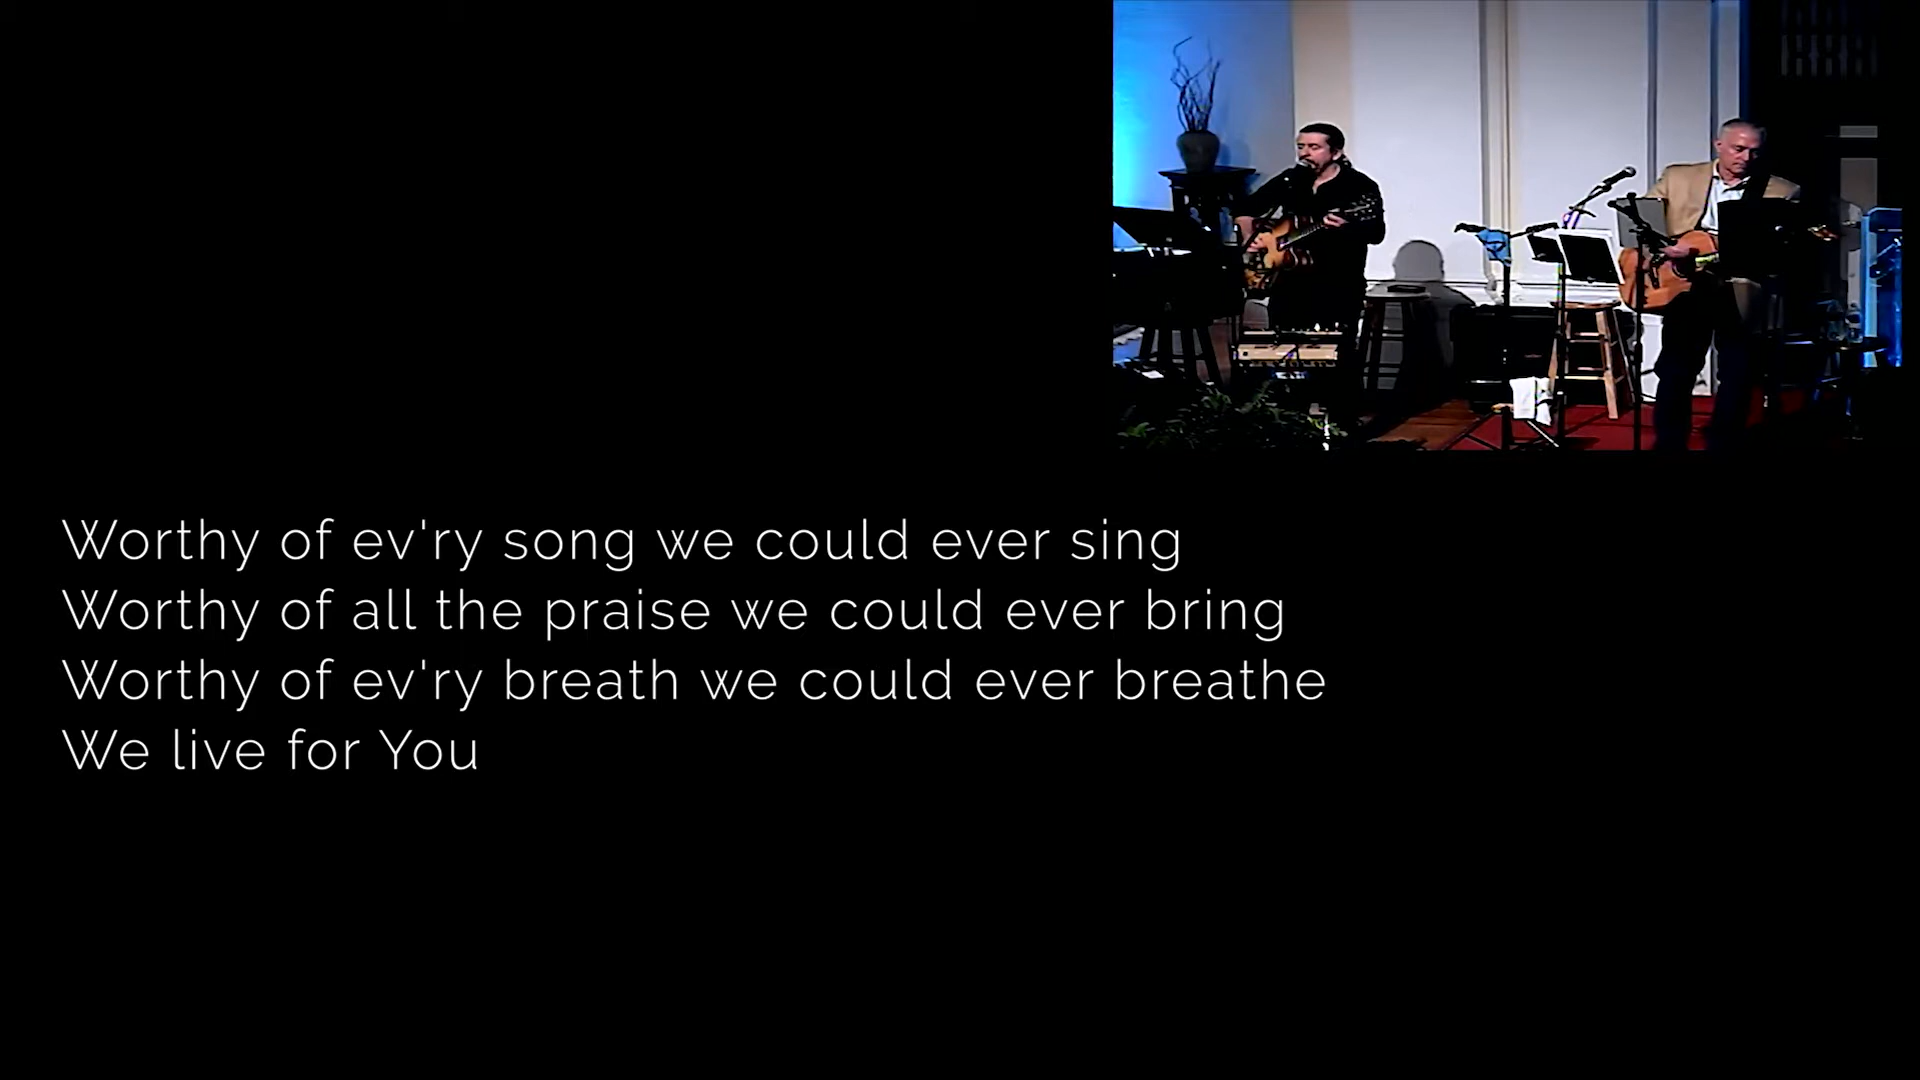 Worthy of ev'ry song we could ever sing
Worthy of all the praise we could ever bring
Worthy of ev'ry breath we could ever breathe
We live for You